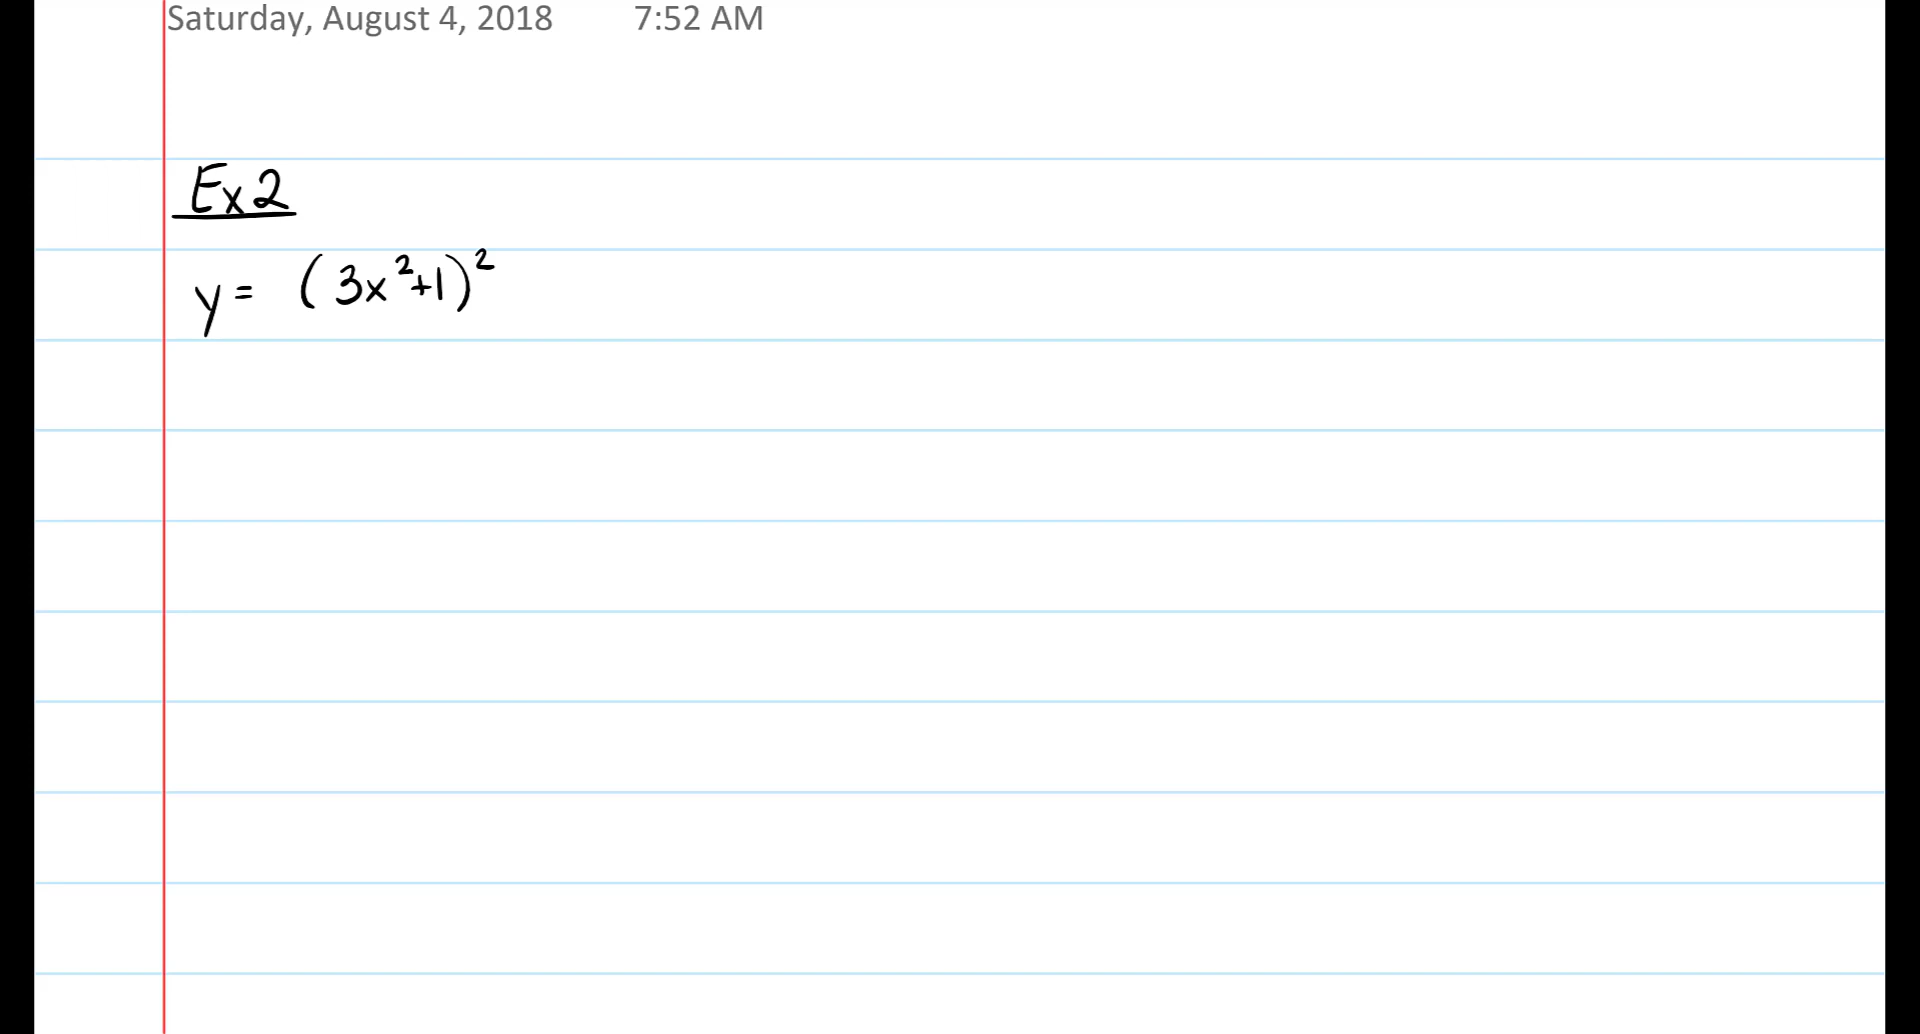 Saturday, August 4, 2018 7:52 AM
Ex 2
y = (3x²+1)²